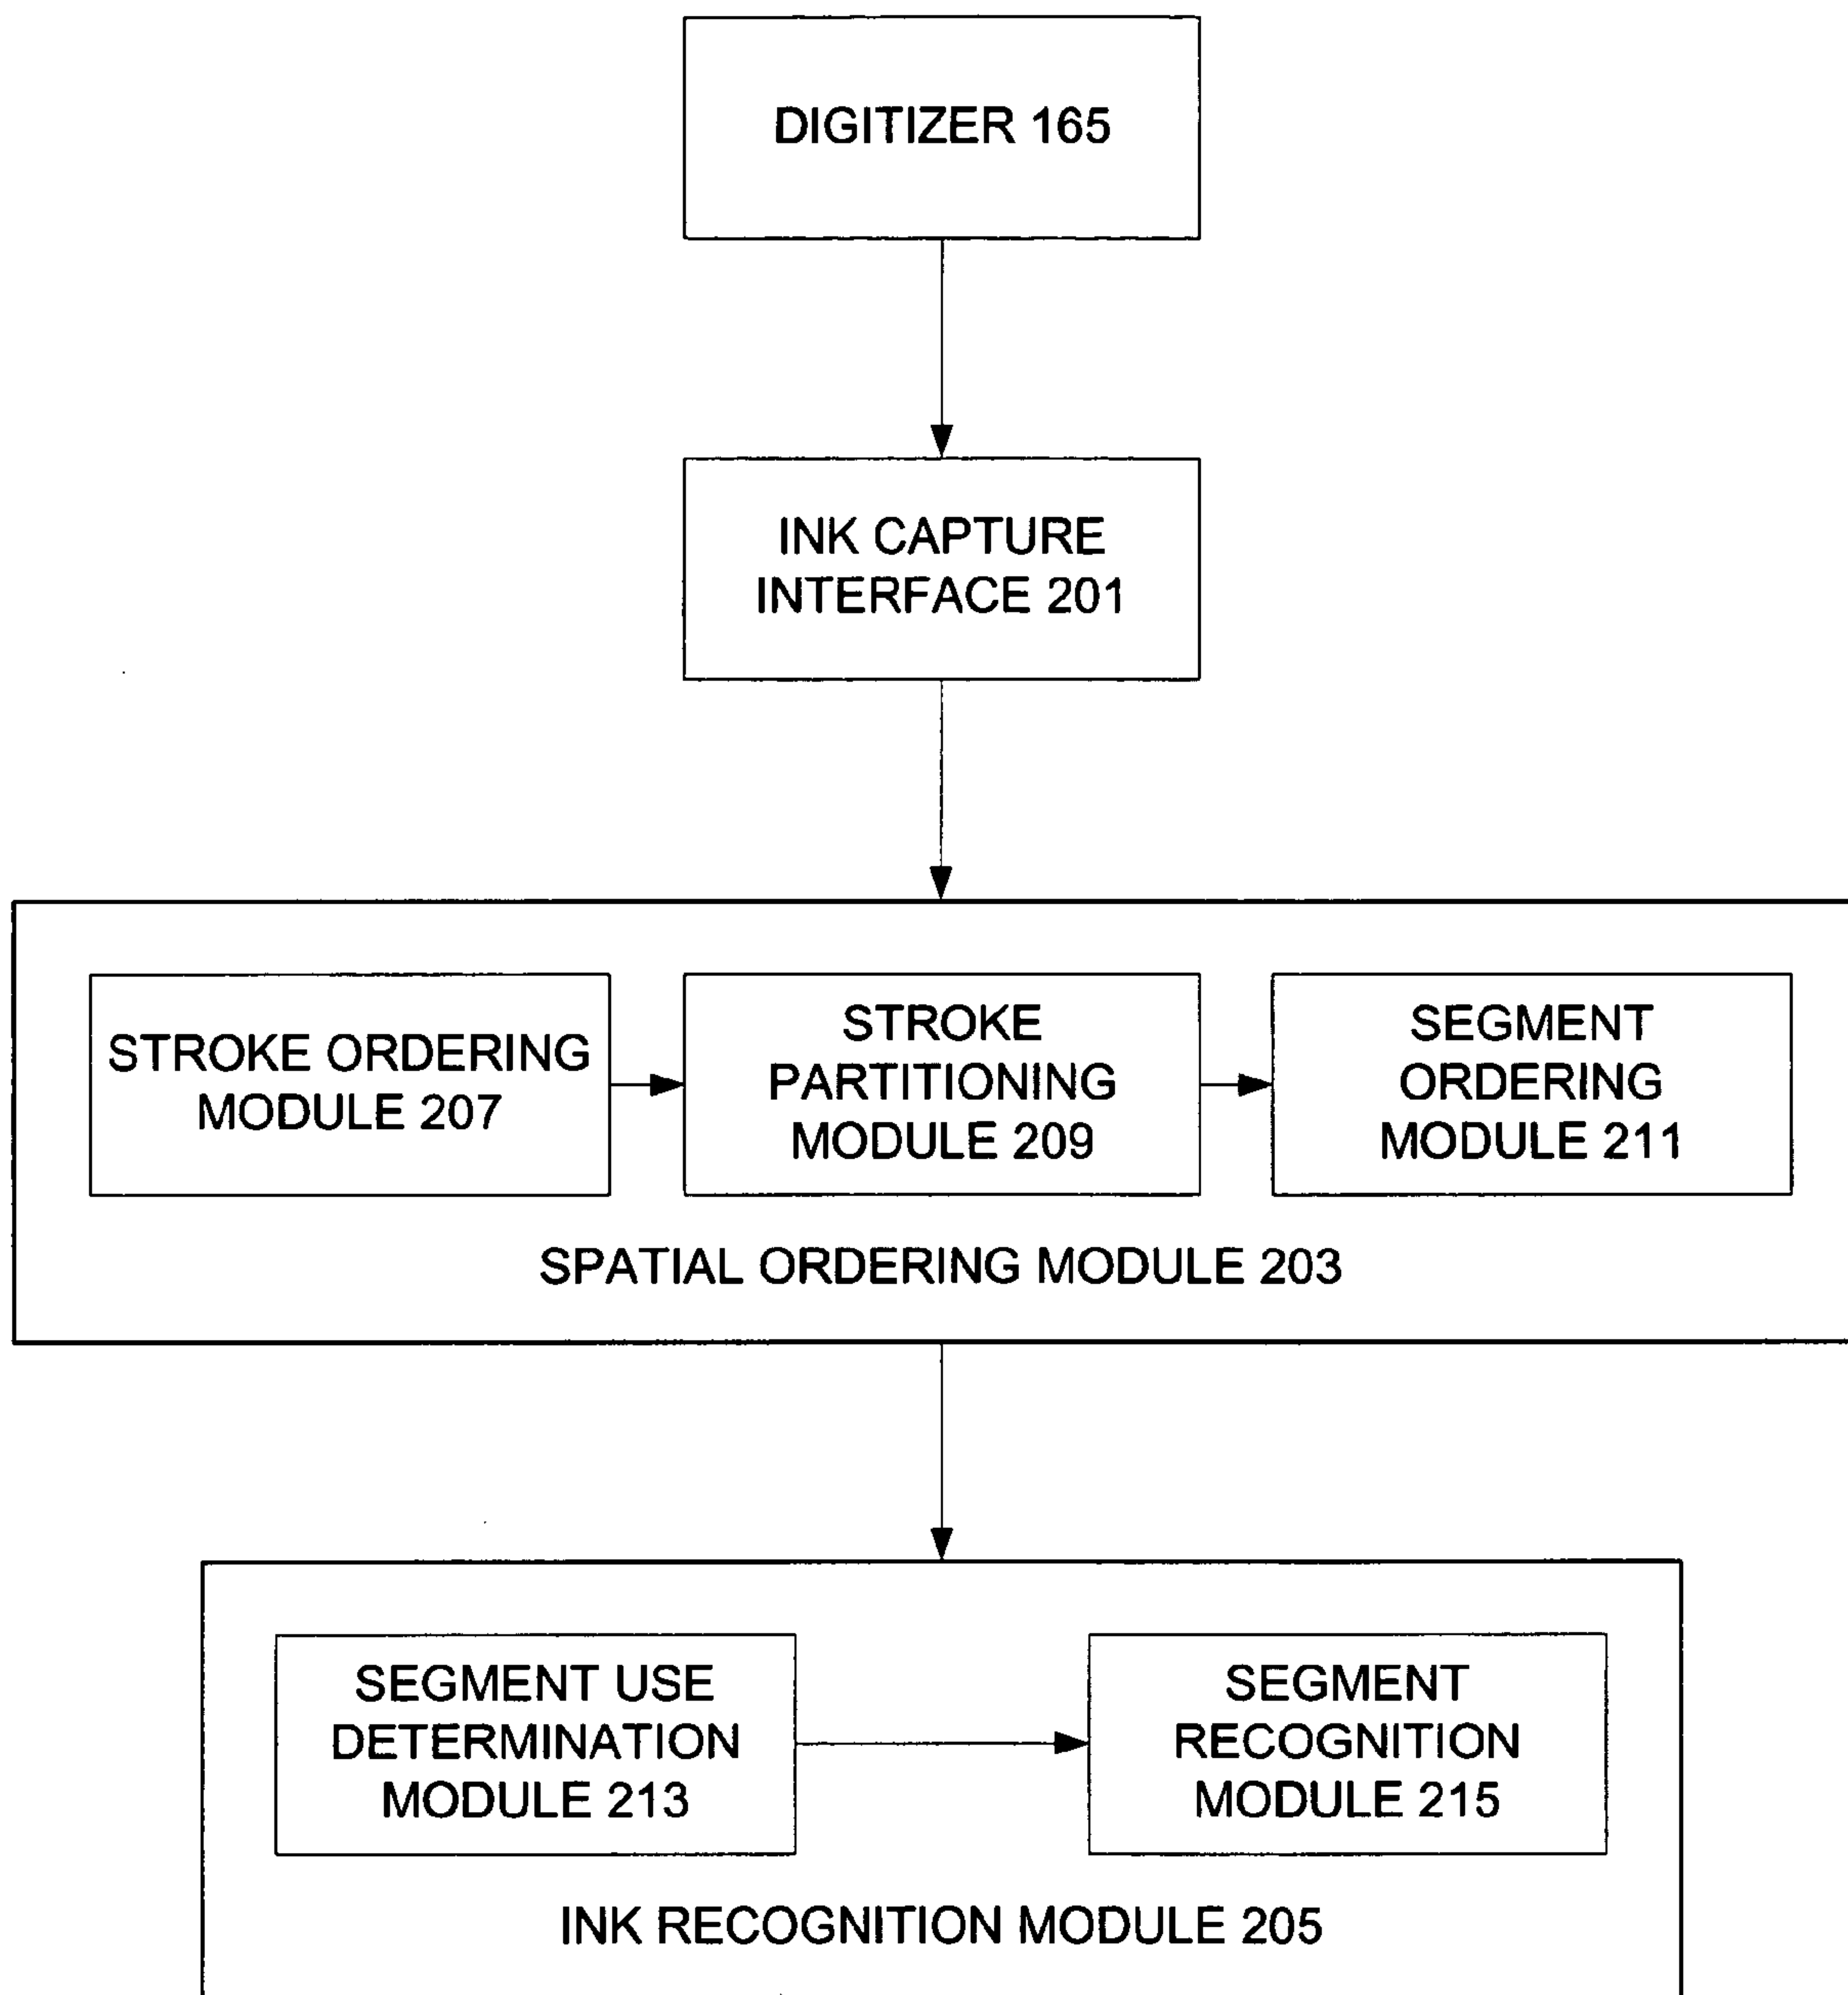 DIGITIZER 165
INK CAPTURE
INTERFACE 201
STROKE ORDERING
MODULE 207
STROKE
PARTITIONING
MODULE 209
SEGMENT
ORDERING
MODULE 211
SPATIAL ORDERING MODULE 203
SEGMENT USE
DETERMINATION
MODULE 213
SEGMENT
RECOGNITION
MODULE 215
INK RECOGNITION MODULE 205